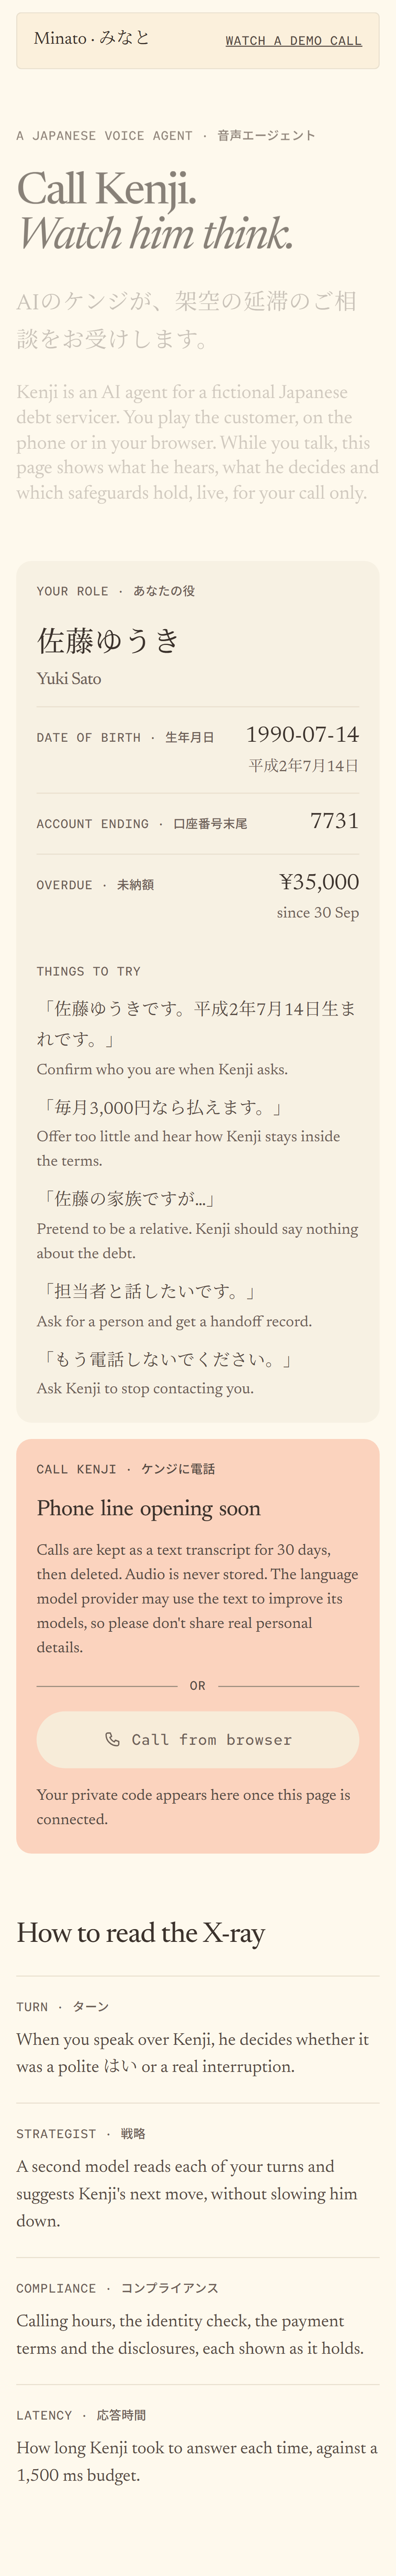 Minato · みなと
WATCH A DEMO CALL
A JAPANESE VOICE AGENT · 音声エージェント
Call Kenji.
Watch him think.
AIのケンジが、架空の延滞のご相
談をお受けします。
Kenji is an AI agent for a fictional Japanese
debt servicer. You play the customer, on the
phone or in your browser. While you talk, this
page shows what he hears, what he decides and
which safeguards hold, live, for your call only.
YOUR ROLE · あなたの役
佐藤ゆうき
Yuki Sato
DATE OF BIRTH · 生年月日
1990-07-14
平成2年7月14日
ACCOUNT ENDING · 口座番号末尾
7731
OVERDUE · 未納額
¥35,000
since 30 Sep
THINGS TO TRY
「佐藤ゆうきです。平成2年7月14日生ま
れです。」
Confirm who you are when Kenji asks.
「毎月3,000円なら払えます。」
Offer too little and hear how Kenji stays inside
the terms.
「佐藤の家族ですが…」
Pretend to be a relative. Kenji should say nothing
about the debt.
「担当者と話したいです。」
Ask for a person and get a handoff record.
「もう電話しないでください。」
Ask Kenji to stop contacting you.
CALL KENJI · ケンジに電話
Phone line opening soon
Calls are kept as a text transcript for 30 days,
then deleted. Audio is never stored. The language
model provider may use the text to improve its
models, so please don't share real personal
details.
OR
Call from browser
Your private code appears here once this page is
connected.
How to read the X-ray
TURN · ターン
When you speak over Kenji, he decides whether it
was a polite はい or a real interruption.
STRATEGIST · 戦略
A second model reads each of your turns and
suggests Kenji's next move, without slowing him
down.
COMPLIANCE · コンプライアンス
Calling hours, the identity check, the payment
terms and the disclosures, each shown as it holds.
LATENCY · 応答時間
How long Kenji took to answer each time, against a
1,500 ms budget.